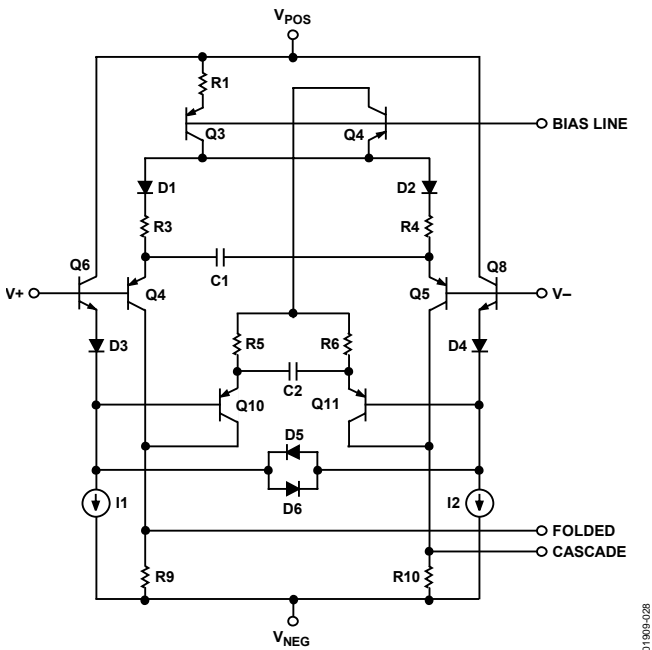 VPOS
R1
Q3
Q4
BIAS LINE
D1
D2
R3
R4
C1
Q6
Q8
V+
Q4
Q5
V–
D3
D4
R5
R6
C2
Q10
Q11
D5
D6
I1
I2
FOLDED
CASCADE
R9
R10
VNEG
01909-028